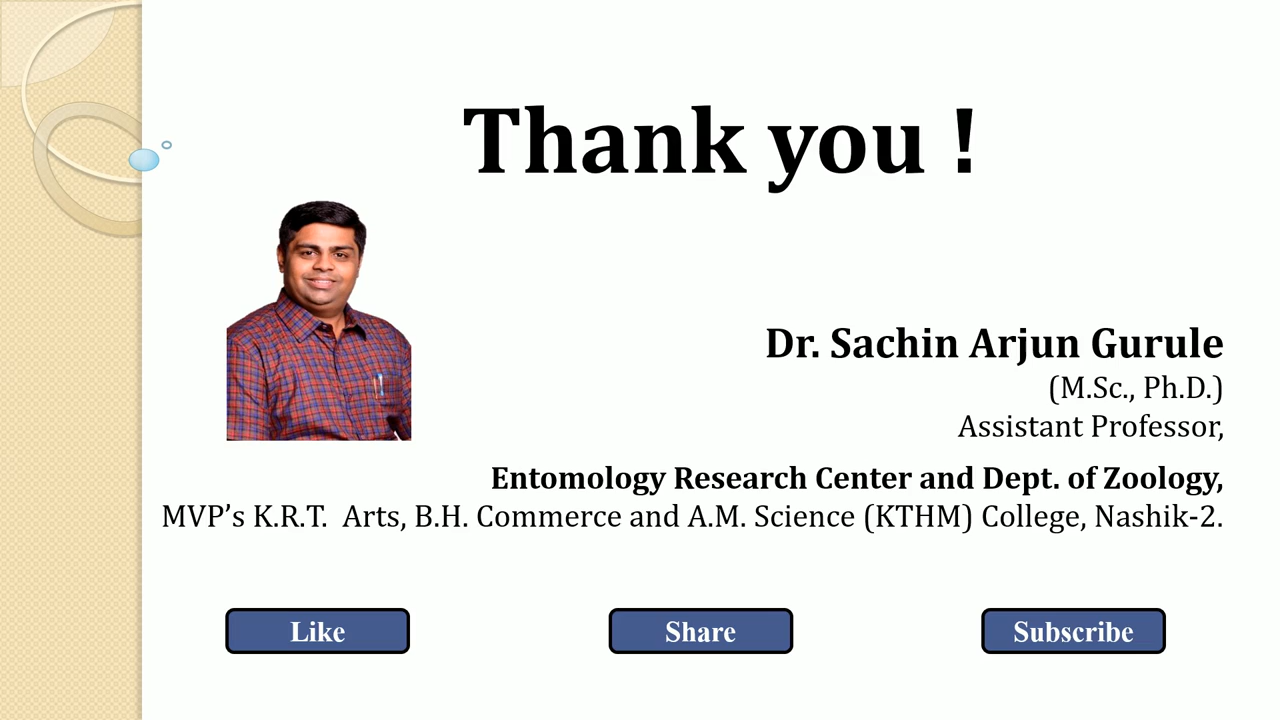 Thank you !
Dr. Sachin Arjun Gurule
(M.Sc., Ph.D.)
Assistant Professor,
Entomology Research Center and Dept. of Zoology,
MVP’s K.R.T.  Arts, B.H. Commerce and A.M. Science (KTHM) College, Nashik-2.
Like
Share
Subscribe